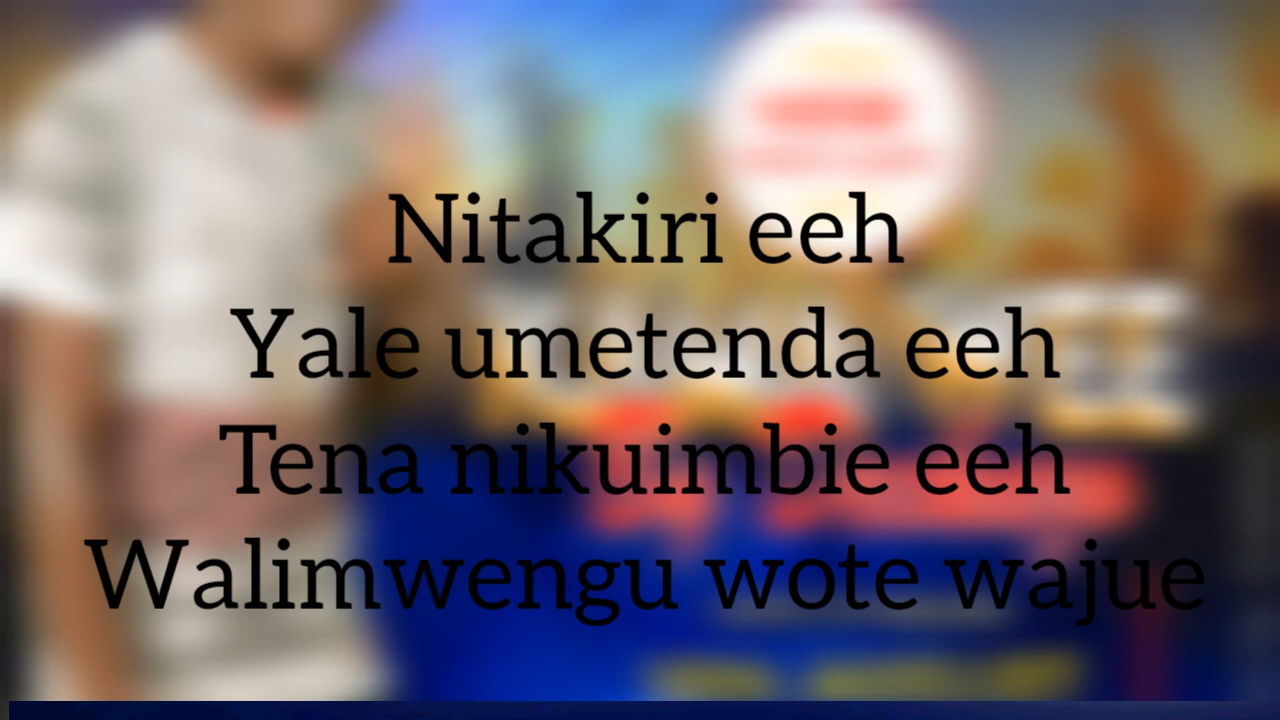 Nitakiri eeh
Yale umetenda eeh
Tena nikuimbie eeh
Walimwengu wote wajue